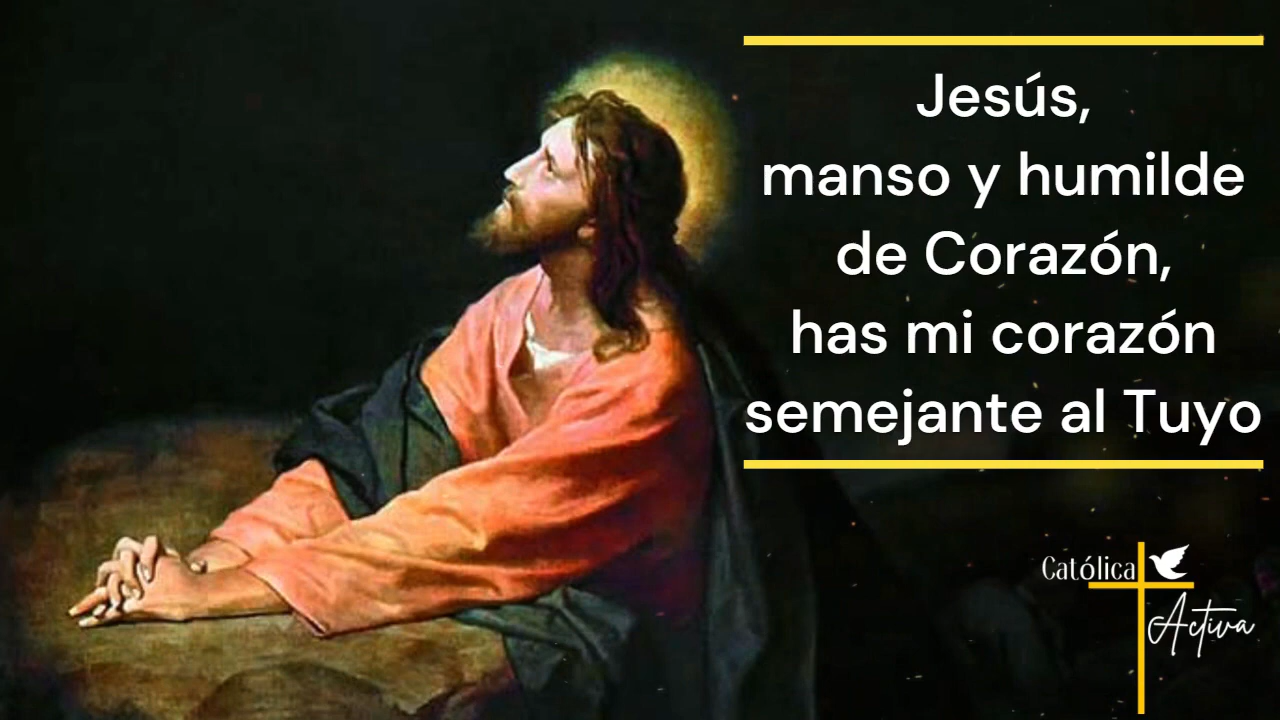 Jesús,
manso y humilde
de Corazón,
has mi corazón
semejante al Tuyo
Católica
Activa